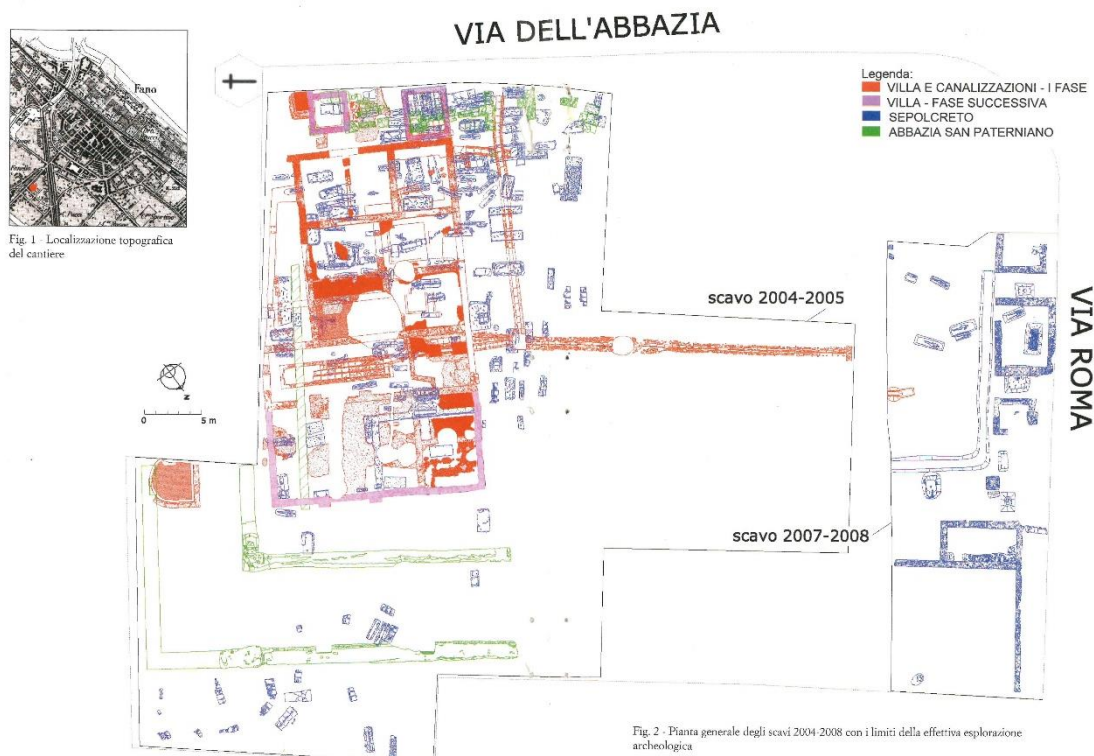 VIA DELL'ABBAZIA
Fano
Fig. 1 - Localizzazione topografica
del cantiere
Legenda:
VILLA E CANALIZZAZIONI - I FASE
VILLA - FASE SUCCESSIVA
SEPOLCRETO
ABBAZIA SAN PATERNIANO
scavo 2004-2005
VIA ROMA
N
0 5 m
scavo 2007-2008
Fig. 2 - Pianta generale degli scavi 2004-2008 con i limiti della effettiva esplorazione
archeologica